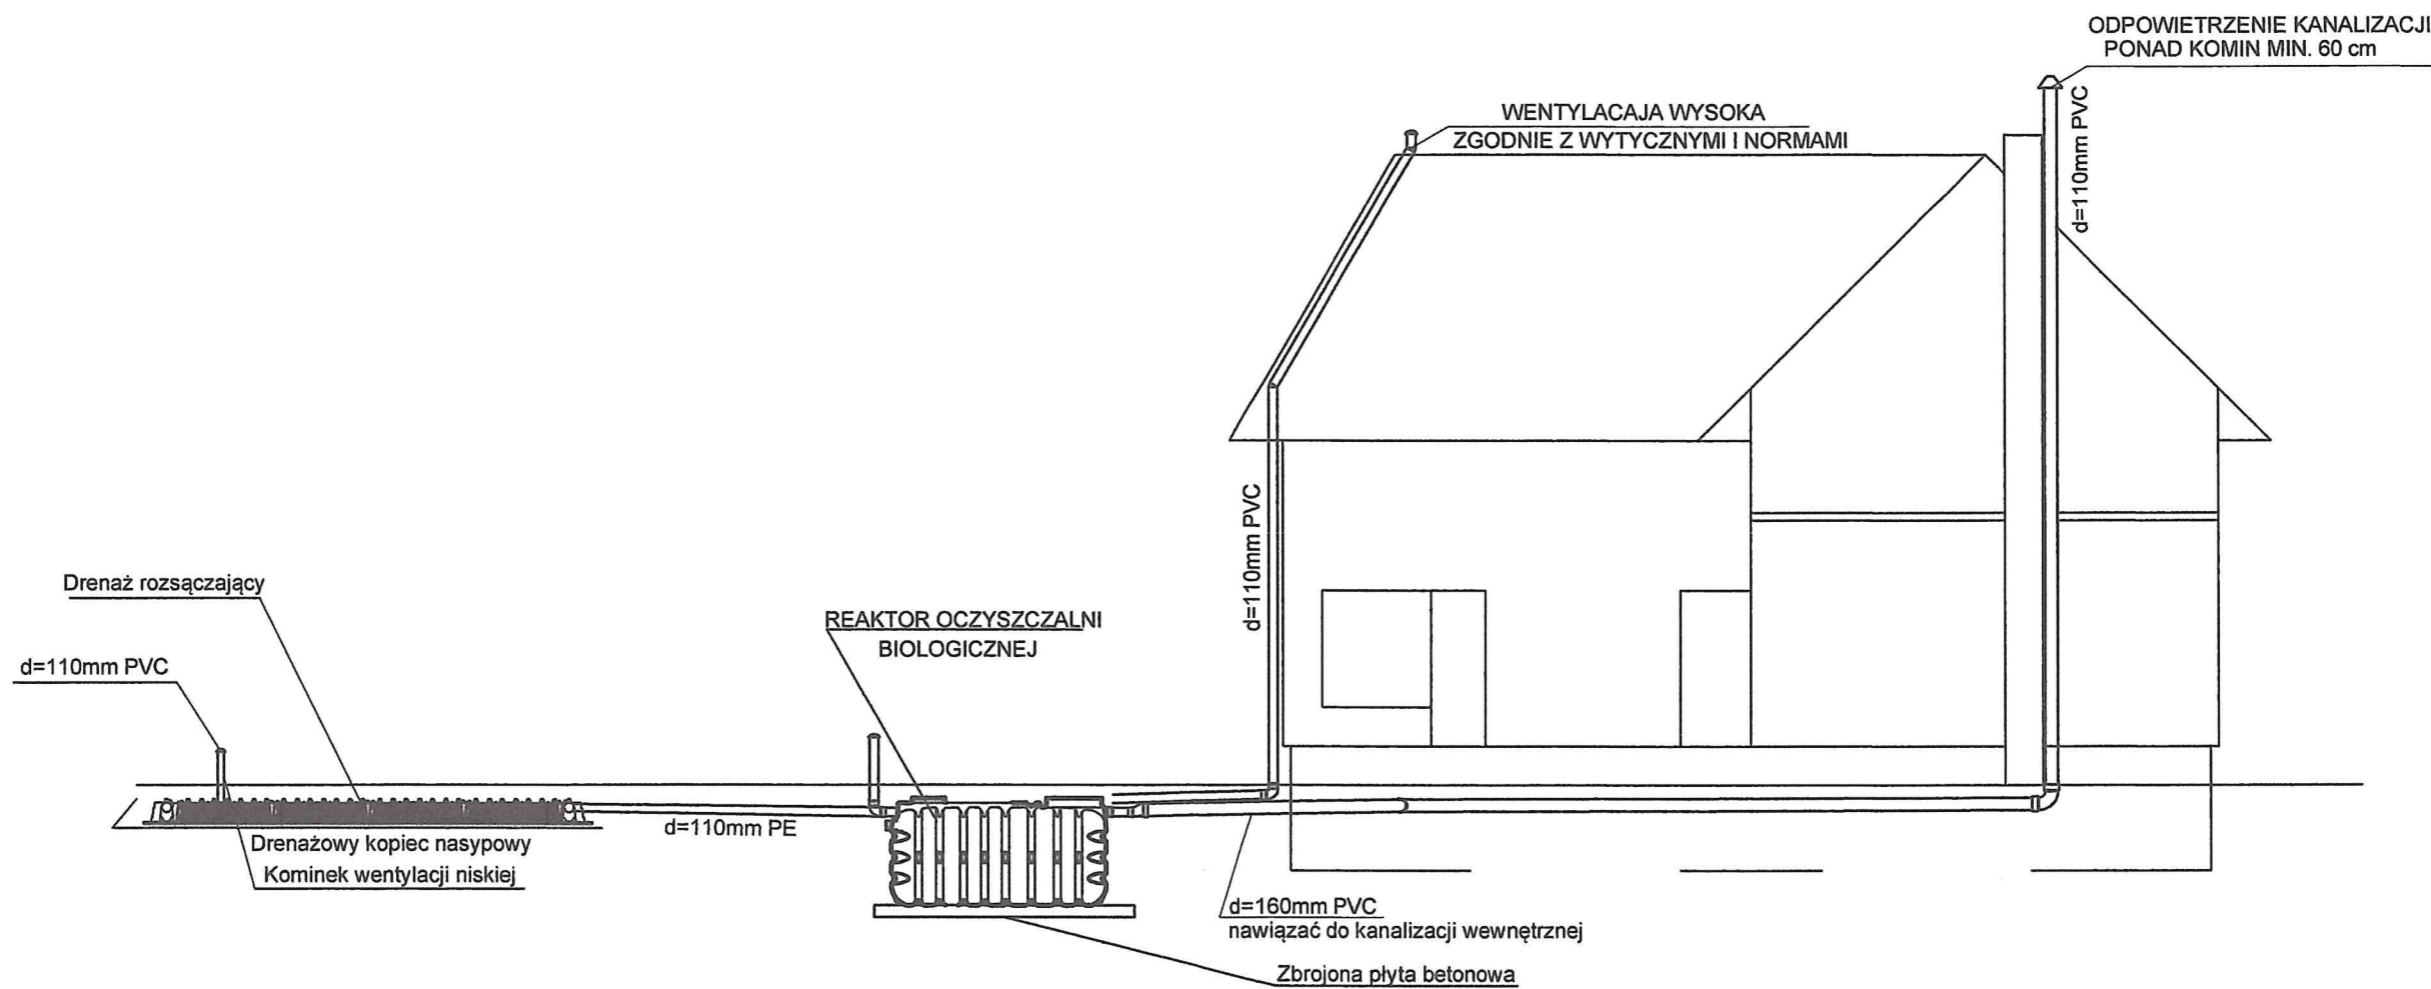 ODPOWIETRZENIE KANALIZACJI
PONAD KOMIN MIN. 60 cm
d=110mm PVC
WENTYLACAJA WYSOKA
ZGODNIE Z WYTYCZNYMI I NORMAMI
d=110mm PVC
Drenaż rozsączający
d=110mm PVC
REAKTOR OCZYSZCZALNI
BIOLOGICZNEJ
d=110mm PE
Drenażowy kopiec nasypowy
Kominek wentylacji niskiej
d=160mm PVC
nawiązać do kanalizacji wewnętrznej
Zbrojona płyta betonowa